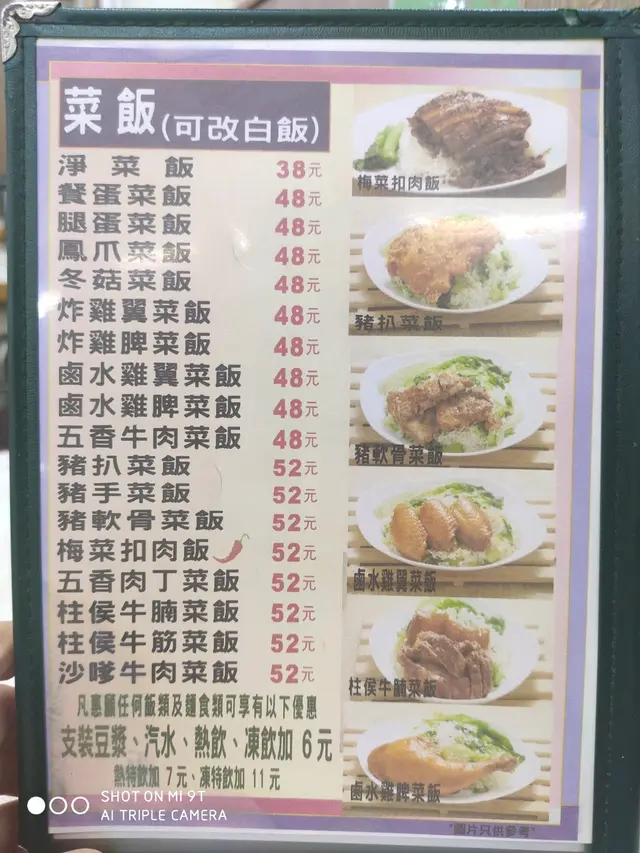 菜飯(可改白飯)
淨菜飯 38元
餐蛋菜飯 48元
腿蛋菜飯 48元
鳳爪菜飯 48元
冬菇菜飯 48元
炸雞翼菜飯 48元
炸雞脾菜飯 48元
鹵水雞翼菜飯 48元
鹵水雞脾菜飯 48元
五香牛肉菜飯 48元
豬扒菜飯 52元
豬手菜飯 52元
豬軟骨菜飯 52元
梅菜扣肉飯 52元
五香肉丁菜飯 52元
柱侯牛腩菜飯 52元
柱侯牛筋菜飯 52元
沙嗲牛肉菜飯 52元
凡惠顧任何飯類及麵食類可享有以下優惠
支裝豆漿、汽水、熱飲、凍飲加 6 元
熱特飲加 7 元、凍特飲加 11 元
梅菜扣肉飯
豬扒菜飯
豬軟骨菜飯
鹵水雞翼菜飯
柱侯牛腩菜飯
鹵水雞脾菜飯
"圖片只供參考"
SHOT ON MI 9T
AI TRIPLE CAMERA